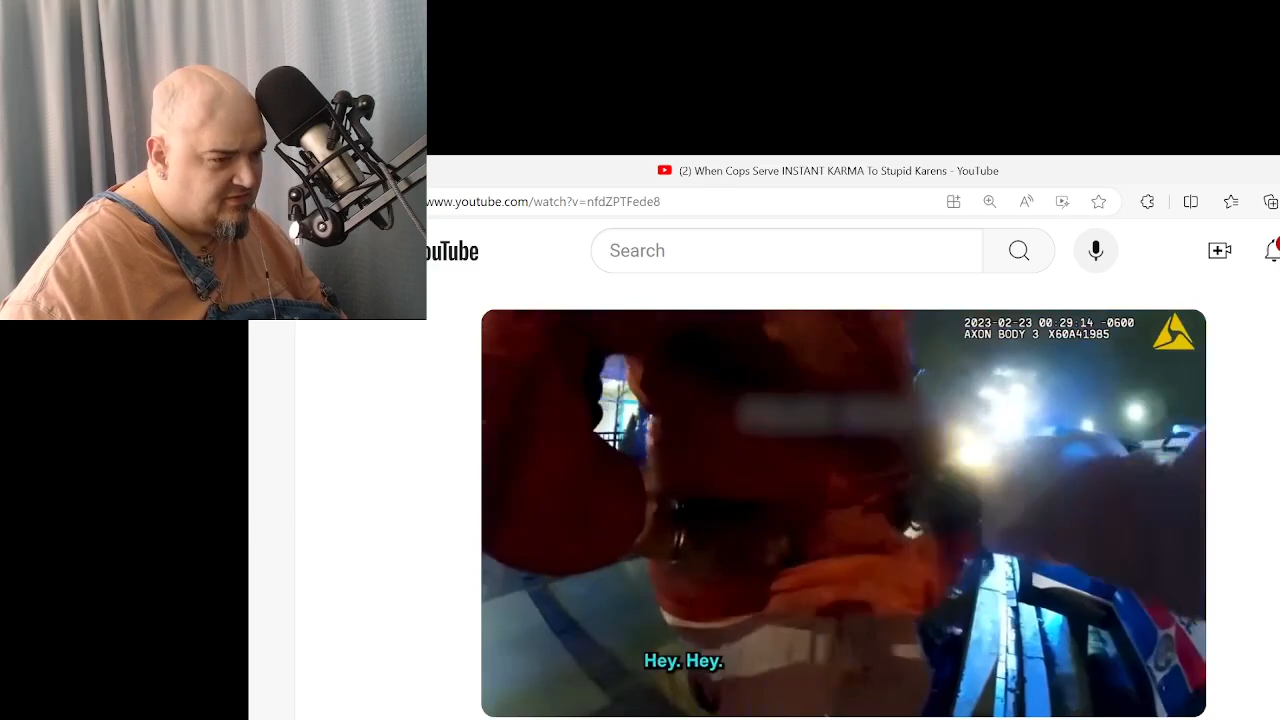 (2) When Cops Serve INSTANT KARMA To Stupid Karens - YouTube
www.youtube.com/watch?v=nfdZPTFede8
ouTube
Search
2023-02-23 00:29:14 -0600
AXON BODY 3 X60A41985
Hey. Hey.